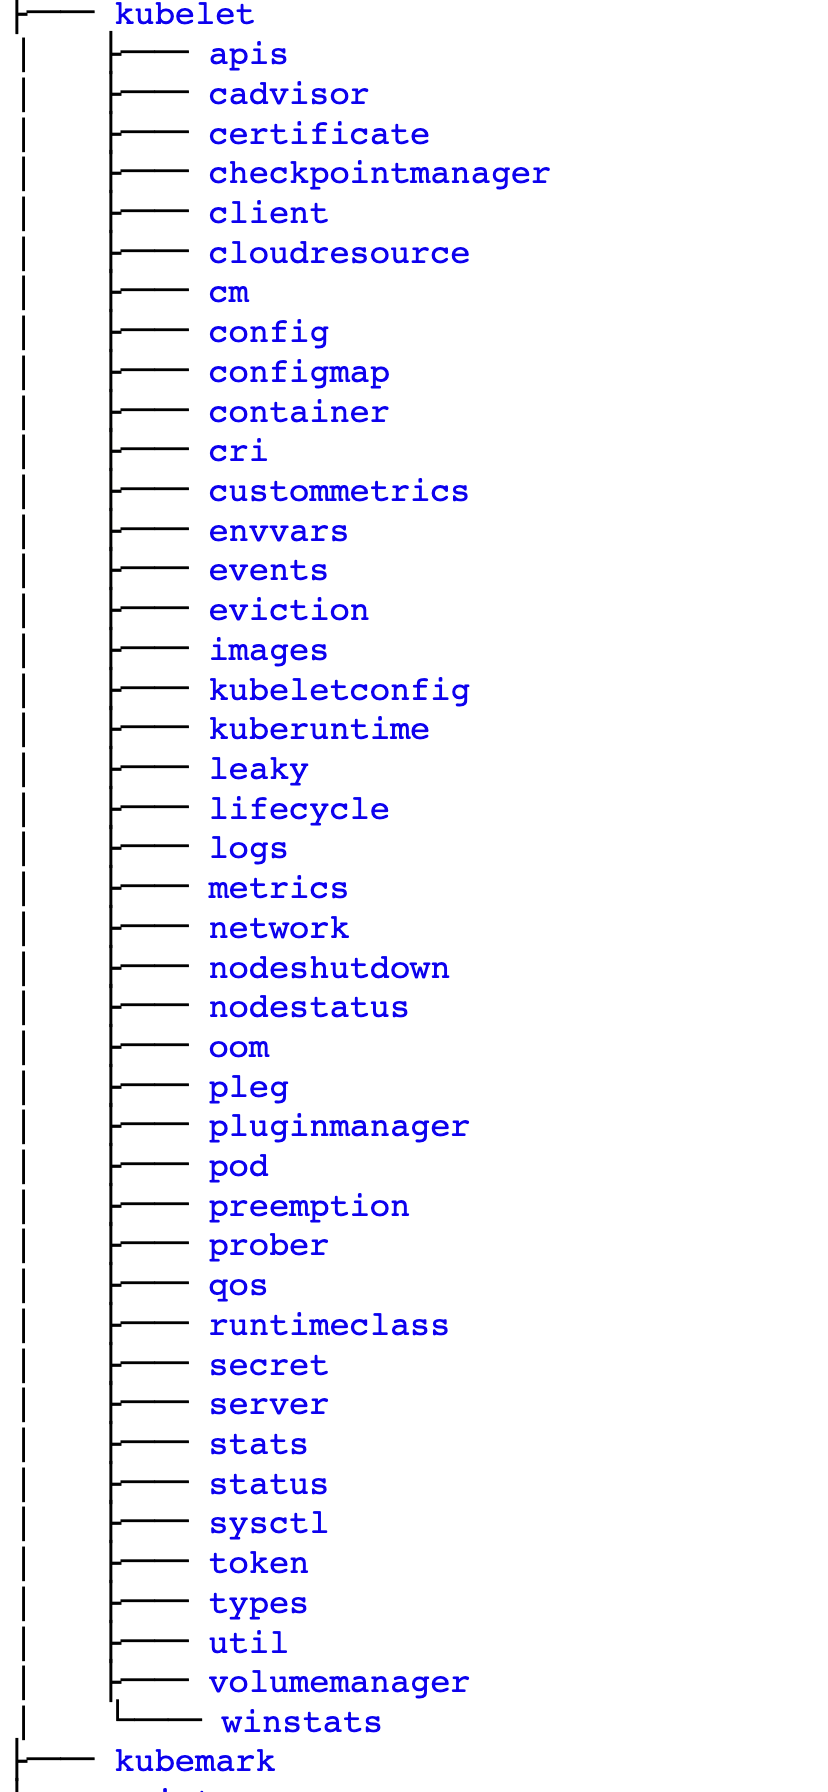 kubelet
apis
cadvisor
certificate
checkpointmanager
client
cloudresource
cm
config
configmap
container
cri
custommetrics
envvars
events
eviction
images
kubeletconfig
kuberuntime
leaky
lifecycle
logs
metrics
network
nodeshutdown
nodestatus
oom
pleg
pluginmanager
pod
preemption
prober
qos
runtimeclass
secret
server
stats
status
sysctl
token
types
util
volumemanager
winstats
kubemark